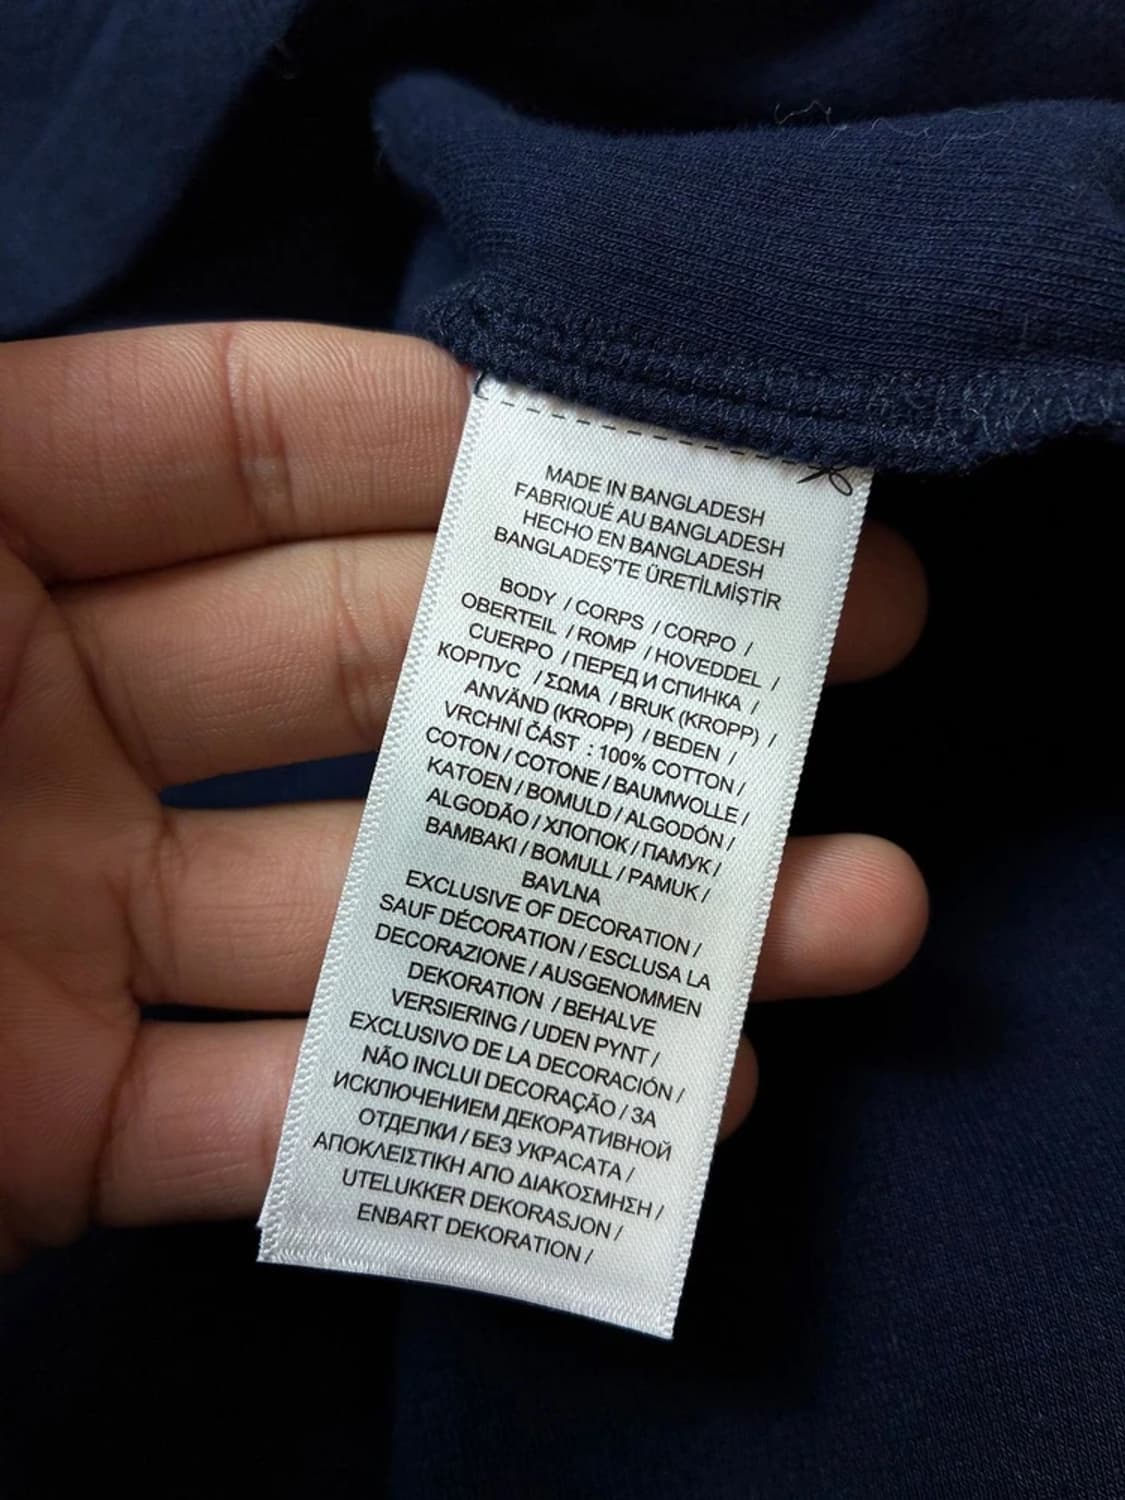 MADE IN BANGLADESH
FABRIQUÉ AU BANGLADESH
HECHO EN BANGLADESH
BANGLADEŞ'TE ÜRETİLMİŞTİR
BODY / CORPS / CORPO /
OBERTEIL / ROMP / HOVEDDEL /
CUERPO / ПЕРЕД И СПИНКА /
КОРПУС / ΣΩΜΑ / BRUK (KROPP) /
ANVÄND (KROPP) / BEDEN /
VRCHNÍ ČÁST : 100% COTTON /
COTON / COTONE / BAUMWOLLE /
KATOEN / BOMULD / ALGODÓN /
ALGODÃO / ХЛОПОК / ПАМУК /
BAMBAKI / BOMULL / PAMUK /
BAVLNA
EXCLUSIVE OF DECORATION /
SAUF DÉCORATION / ESCLUSA LA
DECORAZIONE / AUSGENOMMEN
DEKORATION / BEHALVE
VERSIERING / UDEN PYNT /
EXCLUSIVO DE LA DECORACIÓN /
NÃO INCLUI DECORAÇÃO / ЗА
ИСКЛЮЧЕНИЕМ ДЕКОРАТИВНОЙ
ОТДЕЛКИ / БЕЗ УКРАСАТА /
ΑΠΟΚΛΕΙΣΤΙΚΗ ΑΠΟ ΔΙΑΚΟΣΜΗΣΗ /
UTELUKKER DEKORASJON /
ENBART DEKORATION /